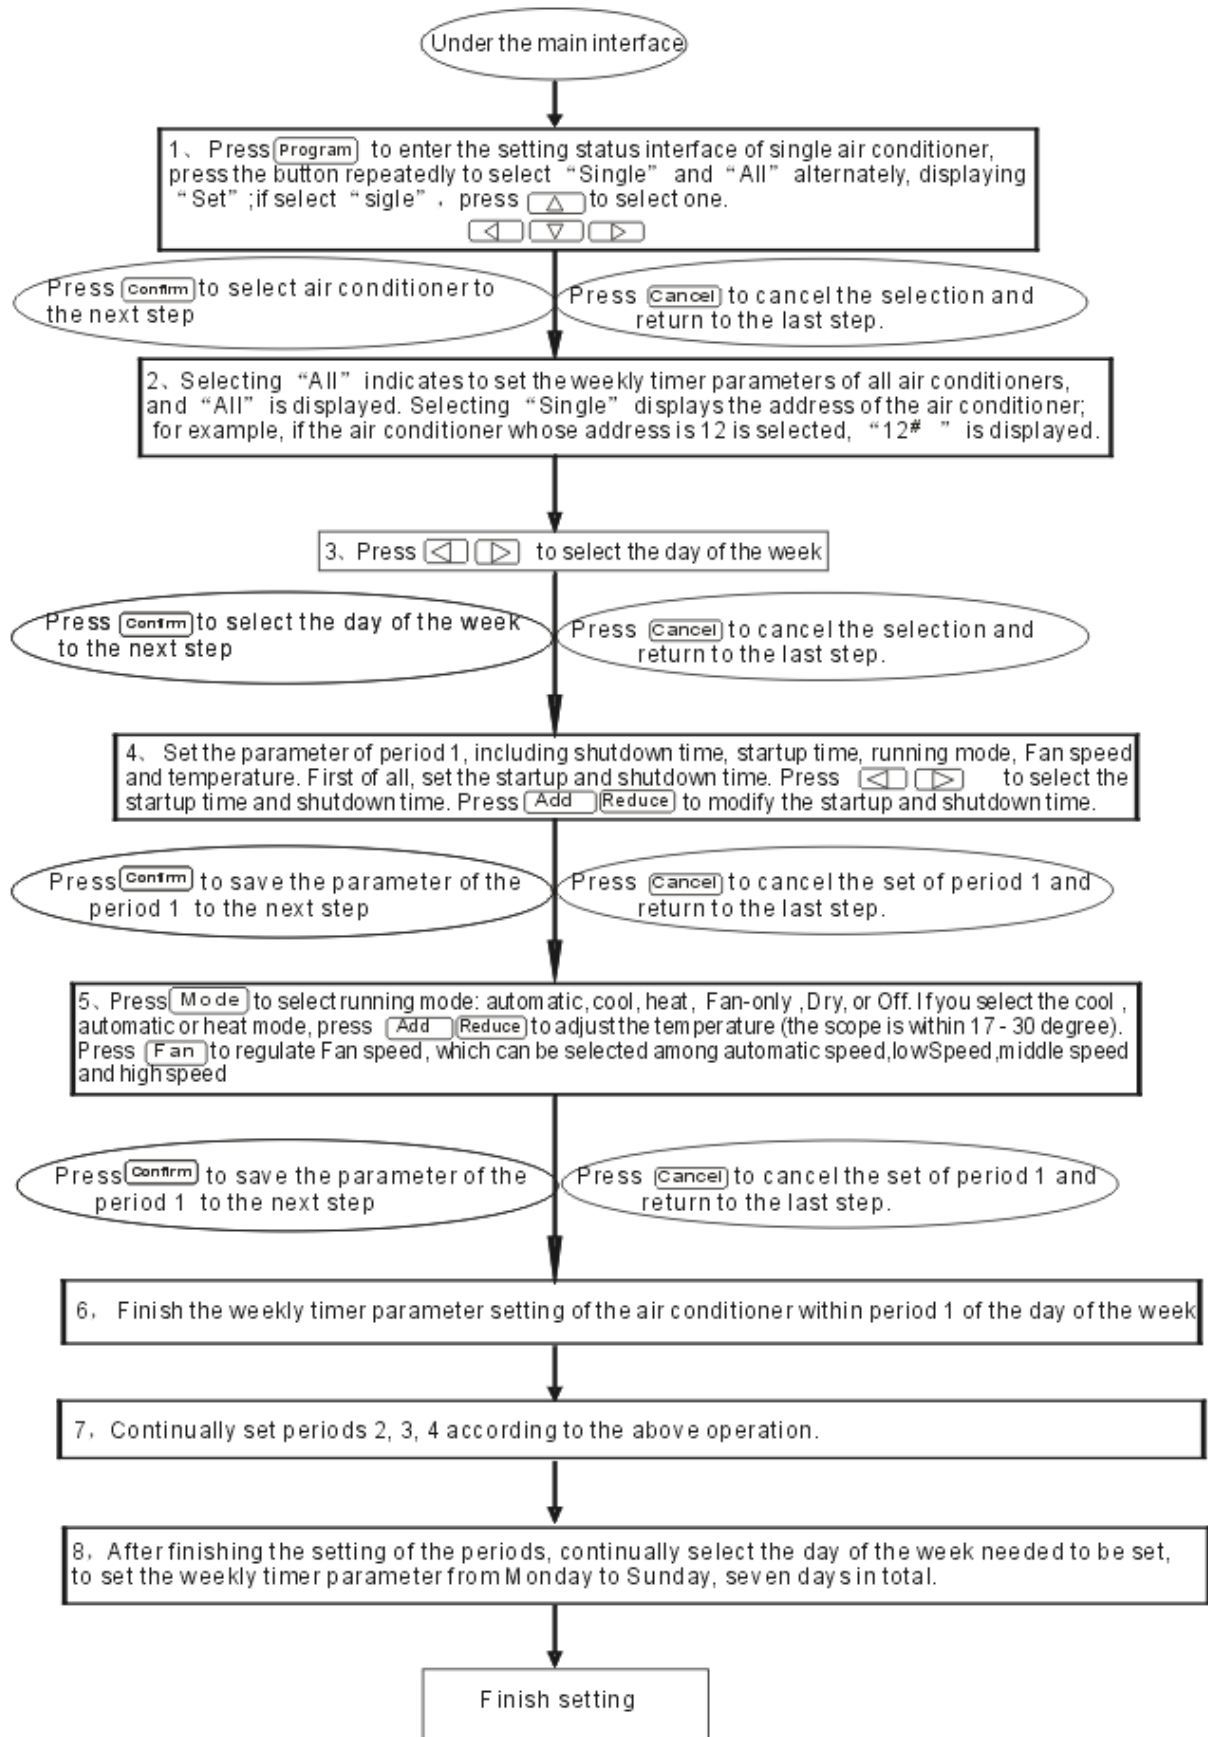 Under the main interface
1、Press Program to enter the setting status interface of single air conditioner,
press the button repeatedly to select “Single” and “All” alternately, displaying
“Set” ;if select “sigle” , press △ to select one.
◁ ▽ ▷
Press Confirm to select air conditioner to
the next step
Press Cancel to cancel the selection and
return to the last step.
2、Selecting “All” indicates to set the weekly timer parameters of all air conditioners,
and “All” is displayed. Selecting “Single” displays the address of the air conditioner;
for example, if the air conditioner whose address is 12 is selected, “12# ” is displayed.
3、Press ◁ ▷ to select the day of the week
Press Confirm to select the day of the week
to the next step
Press Cancel to cancel the selection and
return to the last step.
4、Set the parameter of period 1, including shutdown time, startup time, running mode, Fan speed
and temperature. First of all, set the startup and shutdown time. Press ◁ ▷ to select the
startup time and shutdown time. Press Add Reduce to modify the startup and shutdown time.
Press Confirm to save the parameter of the
period 1 to the next step
Press Cancel to cancel the set of period 1 and
return to the last step.
5、Press Mode to select running mode: automatic, cool, heat, Fan-only ,Dry, or Off. If you select the cool ,
automatic or heat mode, press Add Reduce to adjust the temperature (the scope is within 17 - 30 degree).
Press Fan to regulate Fan speed, which can be selected among automatic speed,lowSpeed,middle speed
and high speed
Press Confirm to save the parameter of the
period 1 to the next step
Press Cancel to cancel the set of period 1 and
return to the last step.
6, Finish the weekly timer parameter setting of the air conditioner within period 1 of the day of the week
7, Continually set periods 2, 3, 4 according to the above operation.
8, After finishing the setting of the periods, continually select the day of the week needed to be set,
to set the weekly timer parameter from Monday to Sunday, seven days in total.
Finish setting